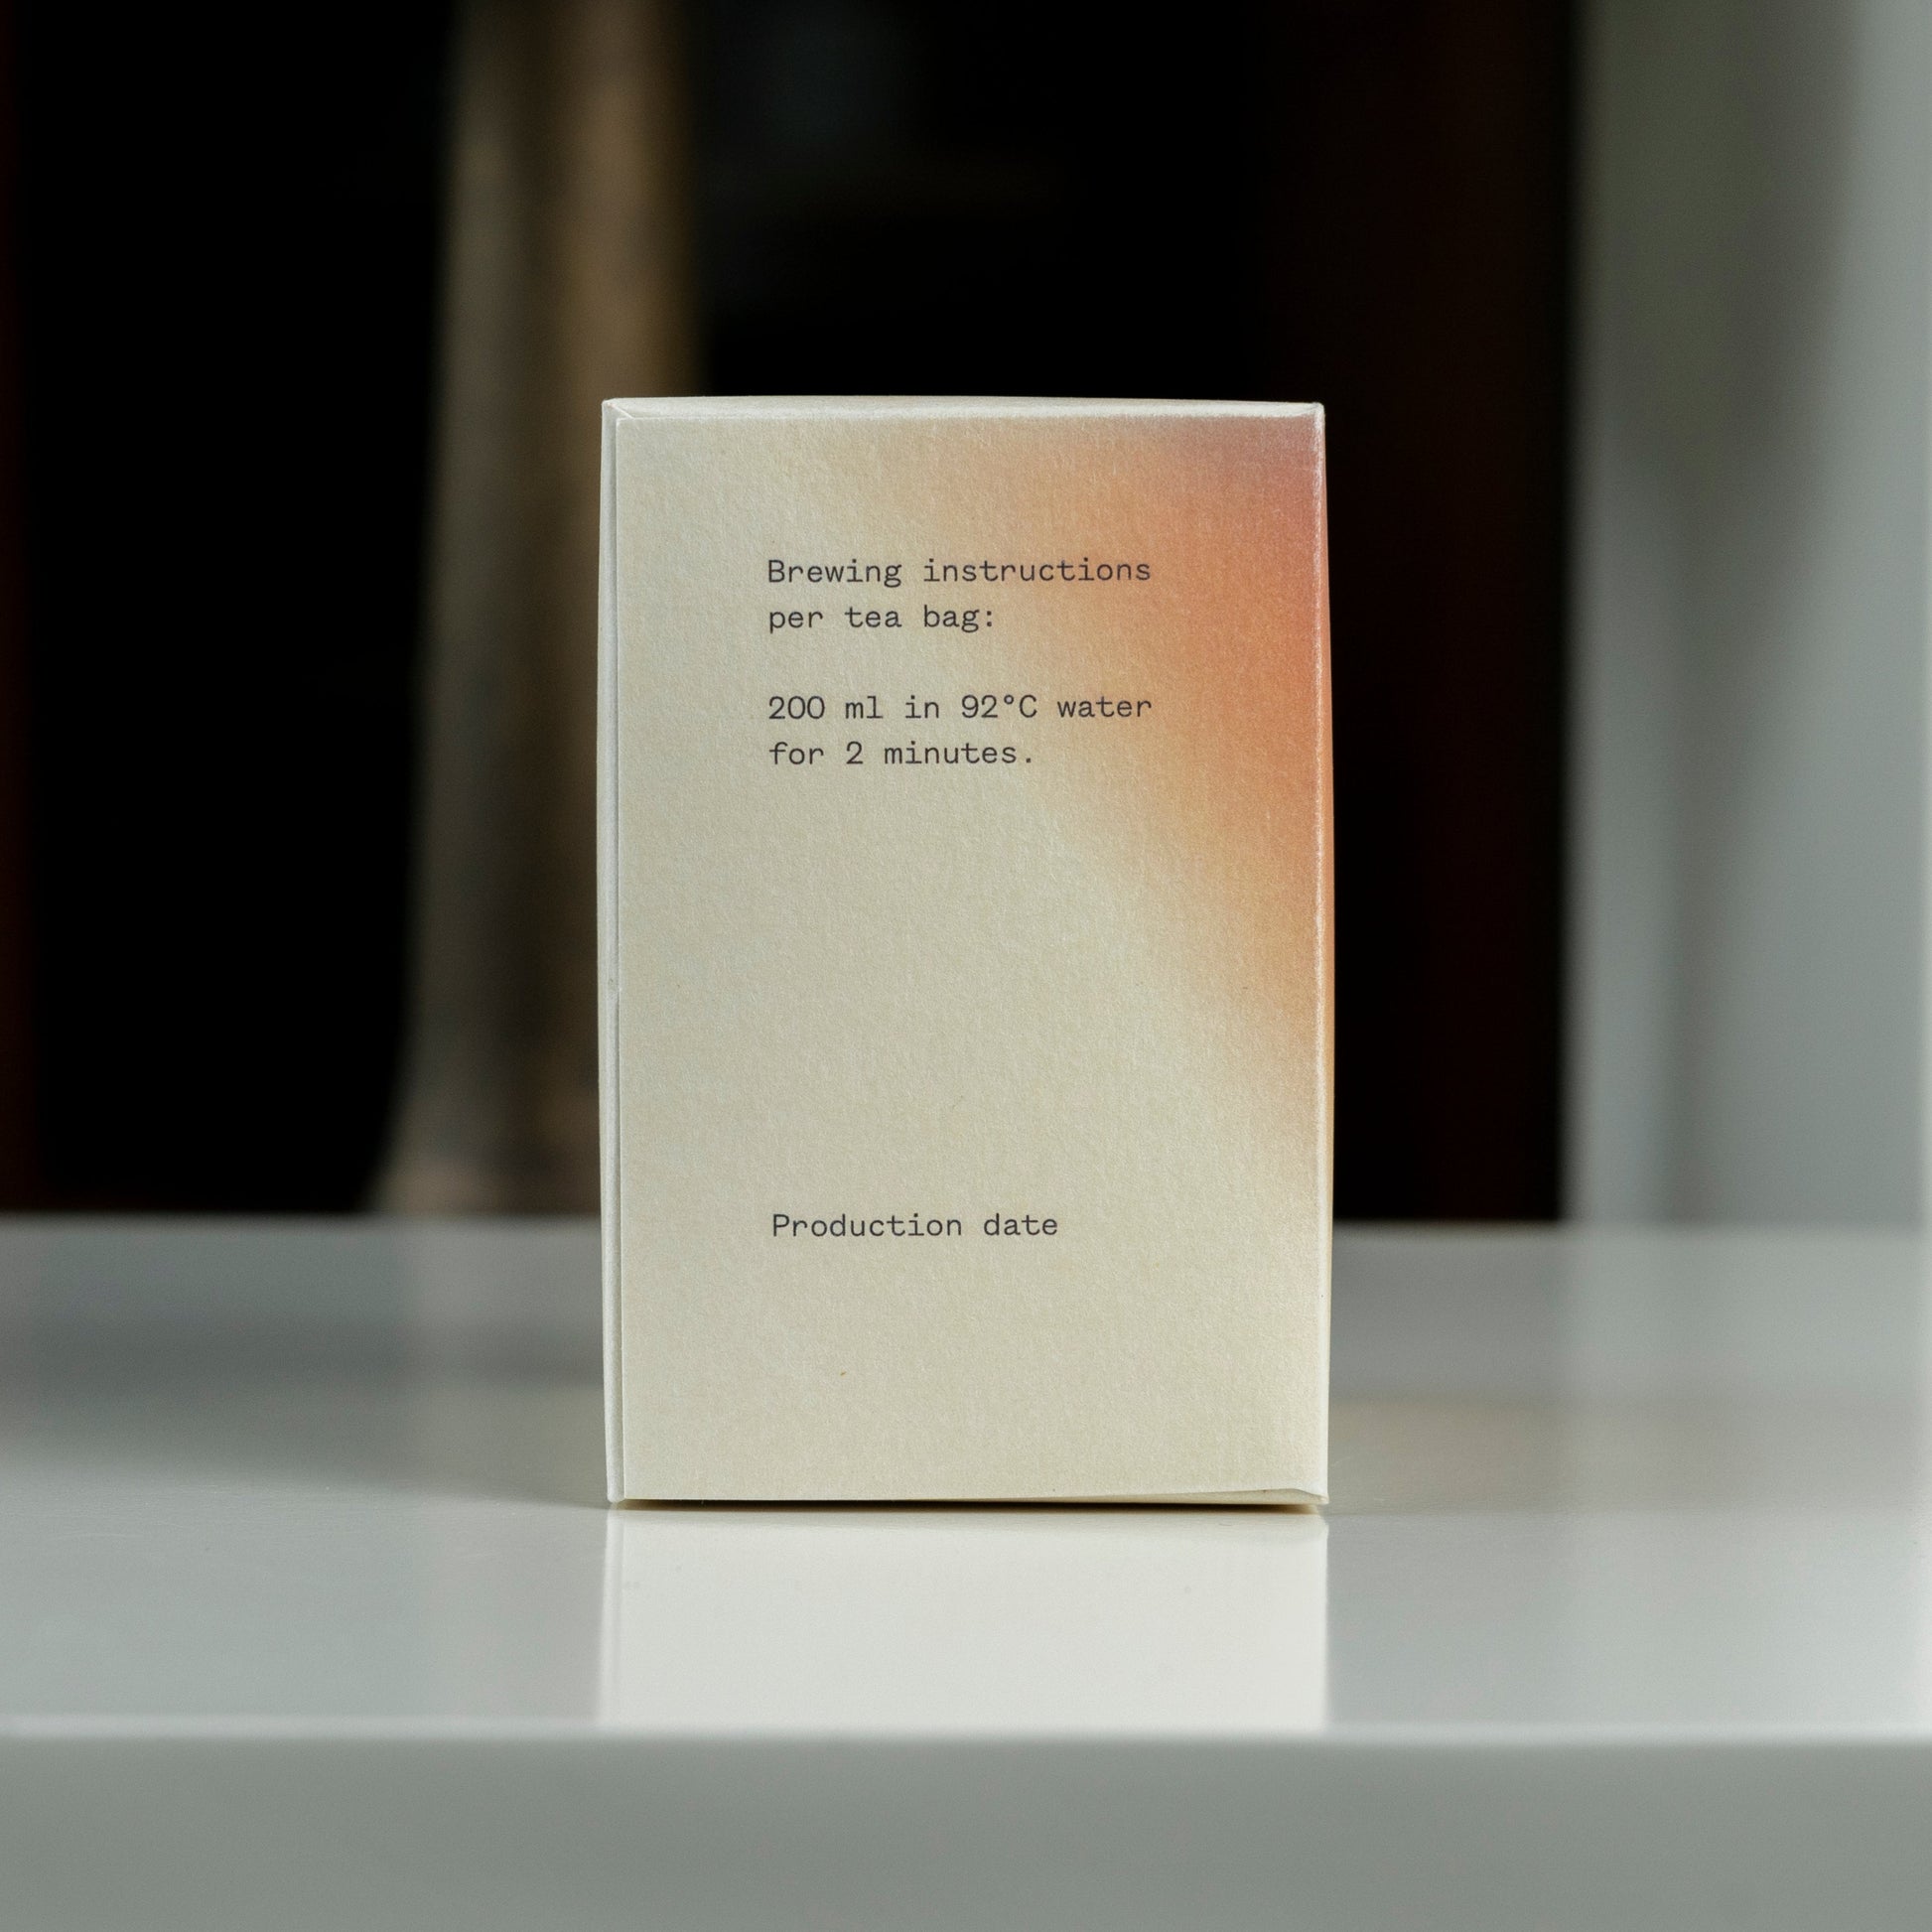 Brewing instructions
per tea bag:
200 ml in 92°C water
for 2 minutes.
Production date